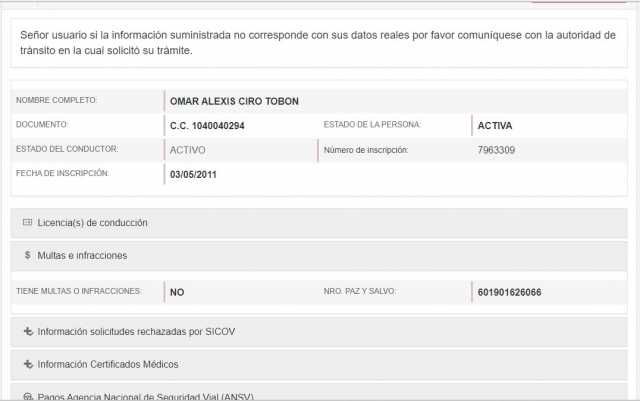 Señor usuario si la información suministrada no corresponde con sus datos reales por favor comuníquese con la autoridad de
tránsito en la cual solicitó su trámite.
NOMBRE COMPLETO: OMAR ALEXIS CIRO TOBON
DOCUMENTO: C.C. 1040040294 ESTADO DE LA PERSONA: ACTIVA
ESTADO DEL CONDUCTOR: ACTIVO Número de inscripción: 7963309
FECHA DE INSCRIPCIÓN: 03/05/2011
Licencia(s) de conducción
$ Multas e infracciones
TIENE MULTAS O INFRACCIONES: NO NRO. PAZ Y SALVO: 601901626066
Información solicitudes rechazadas por SICOV
Información Certificados Médicos
Pagos Agencia Nacional de Seguridad Vial (ANSV)